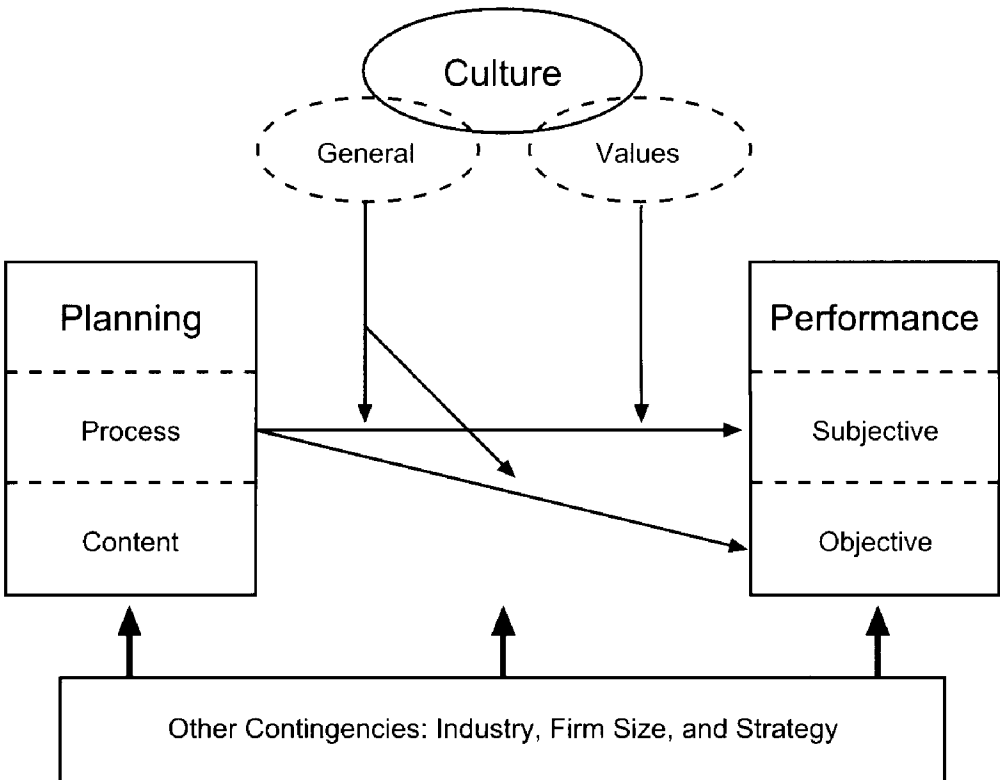 Culture
General
Values
Planning
Performance
Process
Subjective
Content
Objective
Other Contingencies: Industry, Firm Size, and Strategy